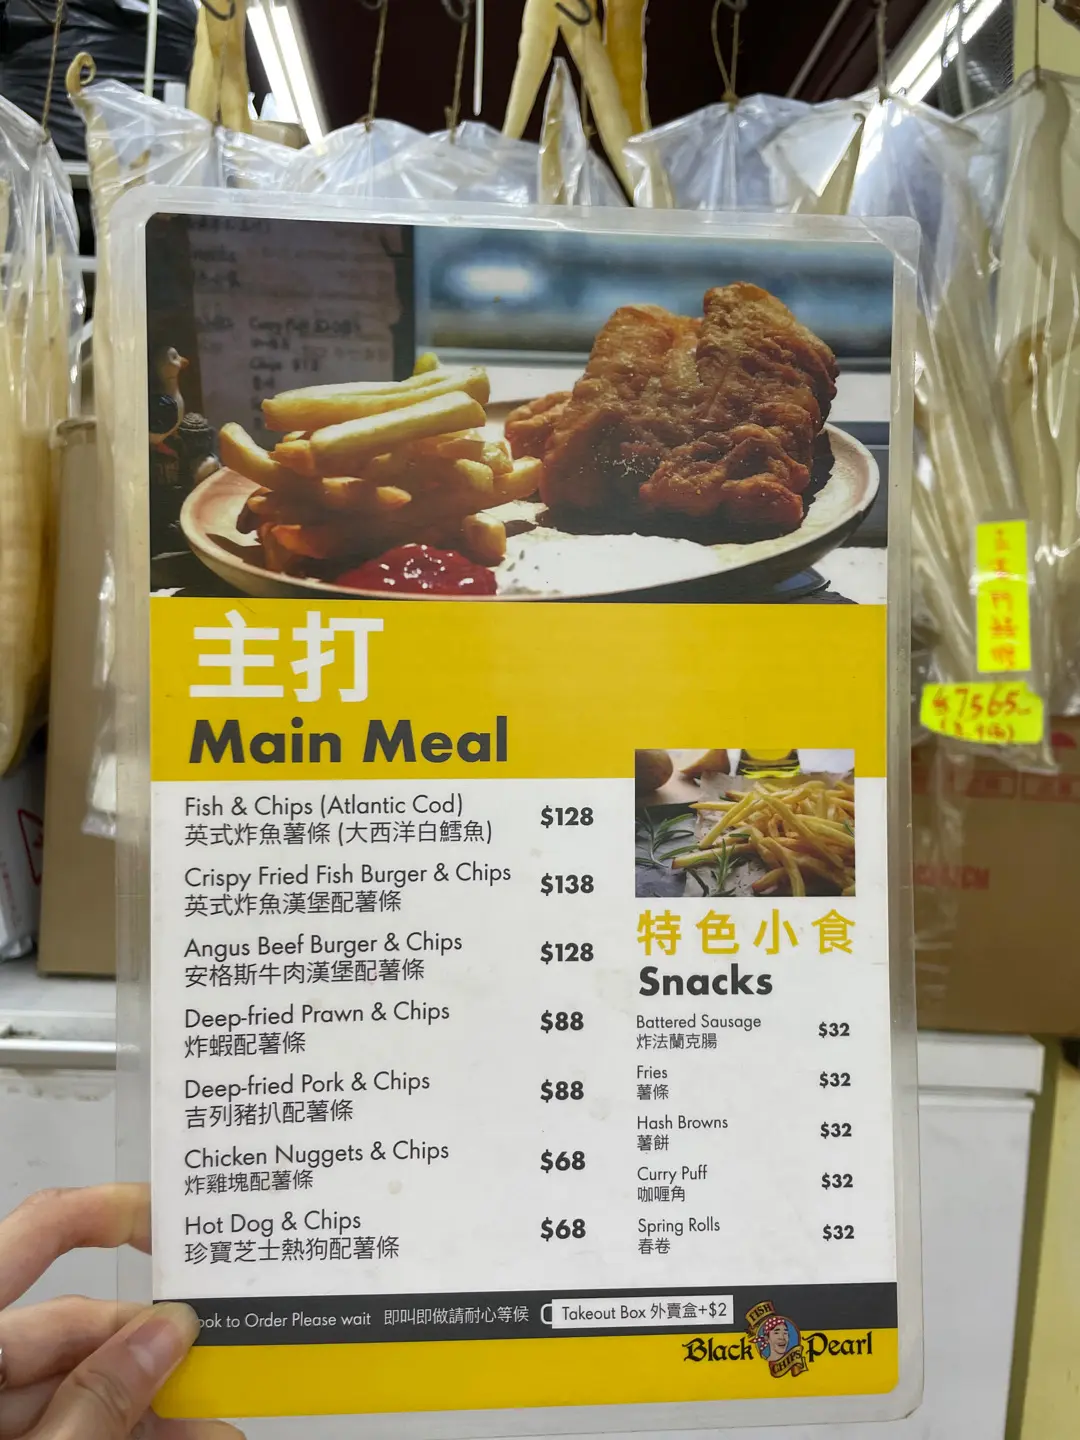 主打
Main Meal
Fish & Chips (Atlantic Cod)
英式炸魚薯條 (大西洋白鱈魚)
$128
Crispy Fried Fish Burger & Chips
英式炸魚漢堡配薯條
$138
Angus Beef Burger & Chips
安格斯牛肉漢堡配薯條
$128
Deep-fried Prawn & Chips
炸蝦配薯條
$88
Deep-fried Pork & Chips
吉列豬扒配薯條
$88
Chicken Nuggets & Chips
炸雞塊配薯條
$68
Hot Dog & Chips
珍寶芝士熱狗配薯條
$68
特色小食
Snacks
Battered Sausage
炸法蘭克腸
$32
Fries
薯條
$32
Hash Browns
薯餅
$32
Curry Puff
咖喱角
$32
Spring Rolls
春卷
$32
ook to Order Please wait 即叫即做請耐心等候
Takeout Box 外賣盒+$2
FISH
Black Pearl
CHIPS
7565